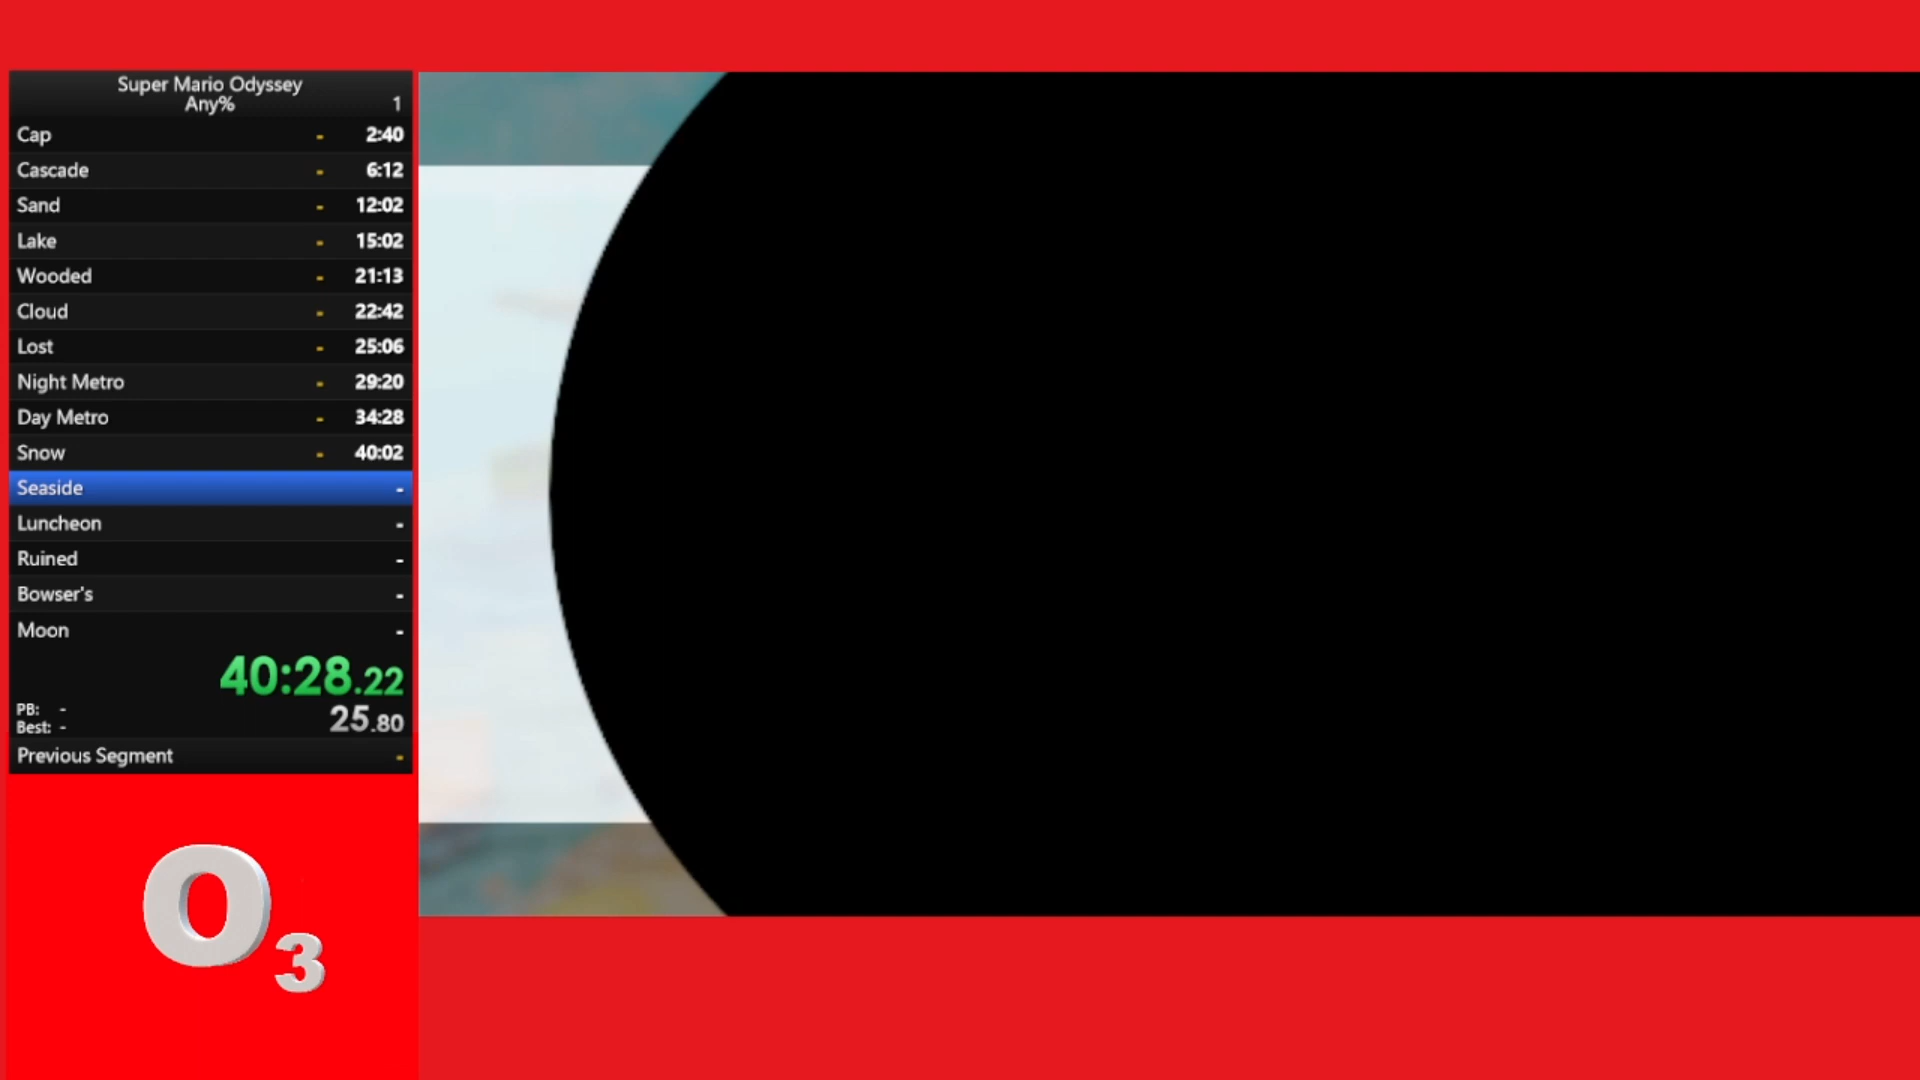 Super Mario Odyssey
Any% 1
Cap - 2:40
Cascade - 6:12
Sand - 12:02
Lake - 15:02
Wooded - 21:13
Cloud - 22:42
Lost - 25:06
Night Metro - 29:20
Day Metro - 34:28
Snow - 40:02
Seaside -
Luncheon -
Ruined -
Bowser's -
Moon -
40:28.22
PB: -
Best: -
25.80
Previous Segment -
O3